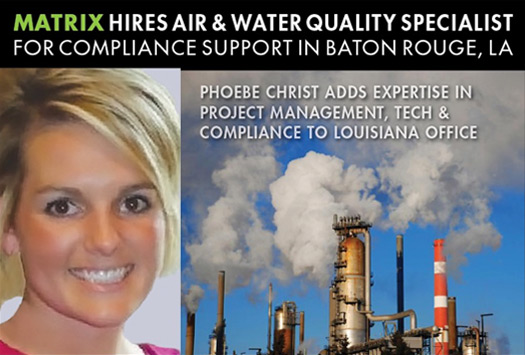 MATRIX HIRES AIR & WATER QUALITY SPECIALIST
FOR COMPLIANCE SUPPORT IN BATON ROUGE, LA
PHOEBE CHRIST ADDS EXPERTISE IN
PROJECT MANAGEMENT, TECH &
COMPLIANCE TO LOUISIANA OFFICE